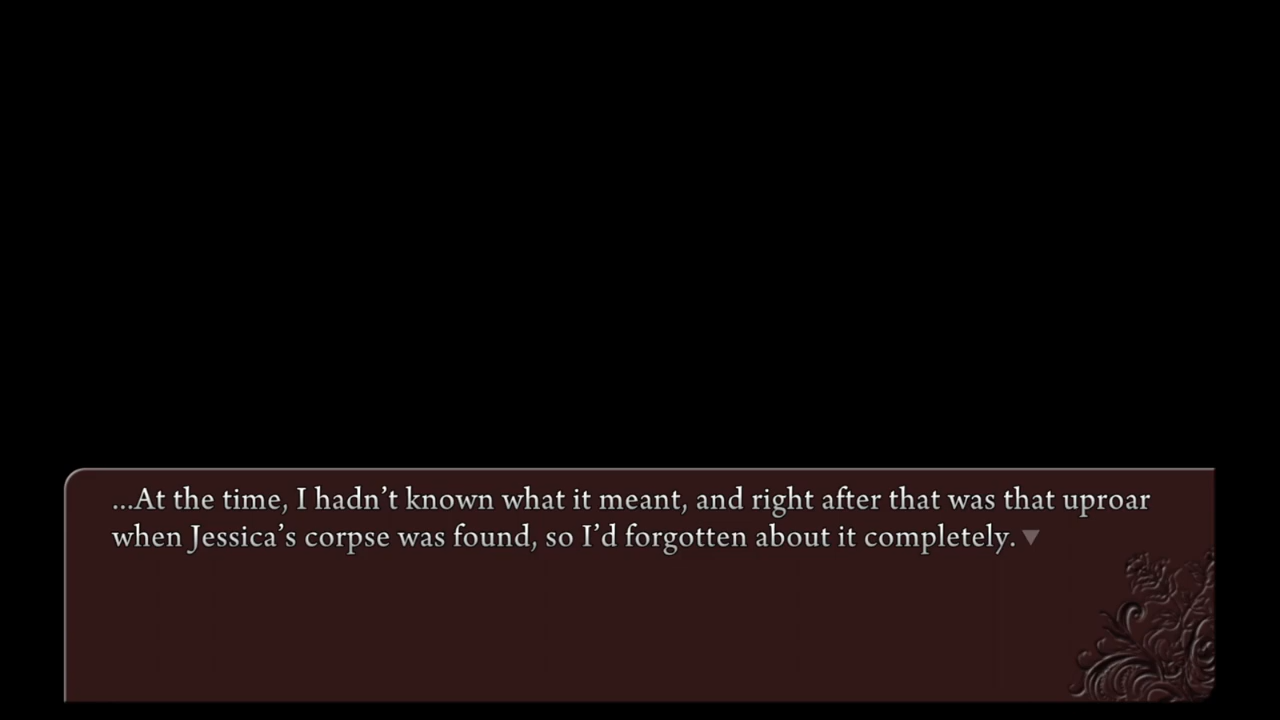 ...At the time, I hadn’t known what it meant, and right after that was that uproar
when Jessica’s corpse was found, so I’d forgotten about it completely.